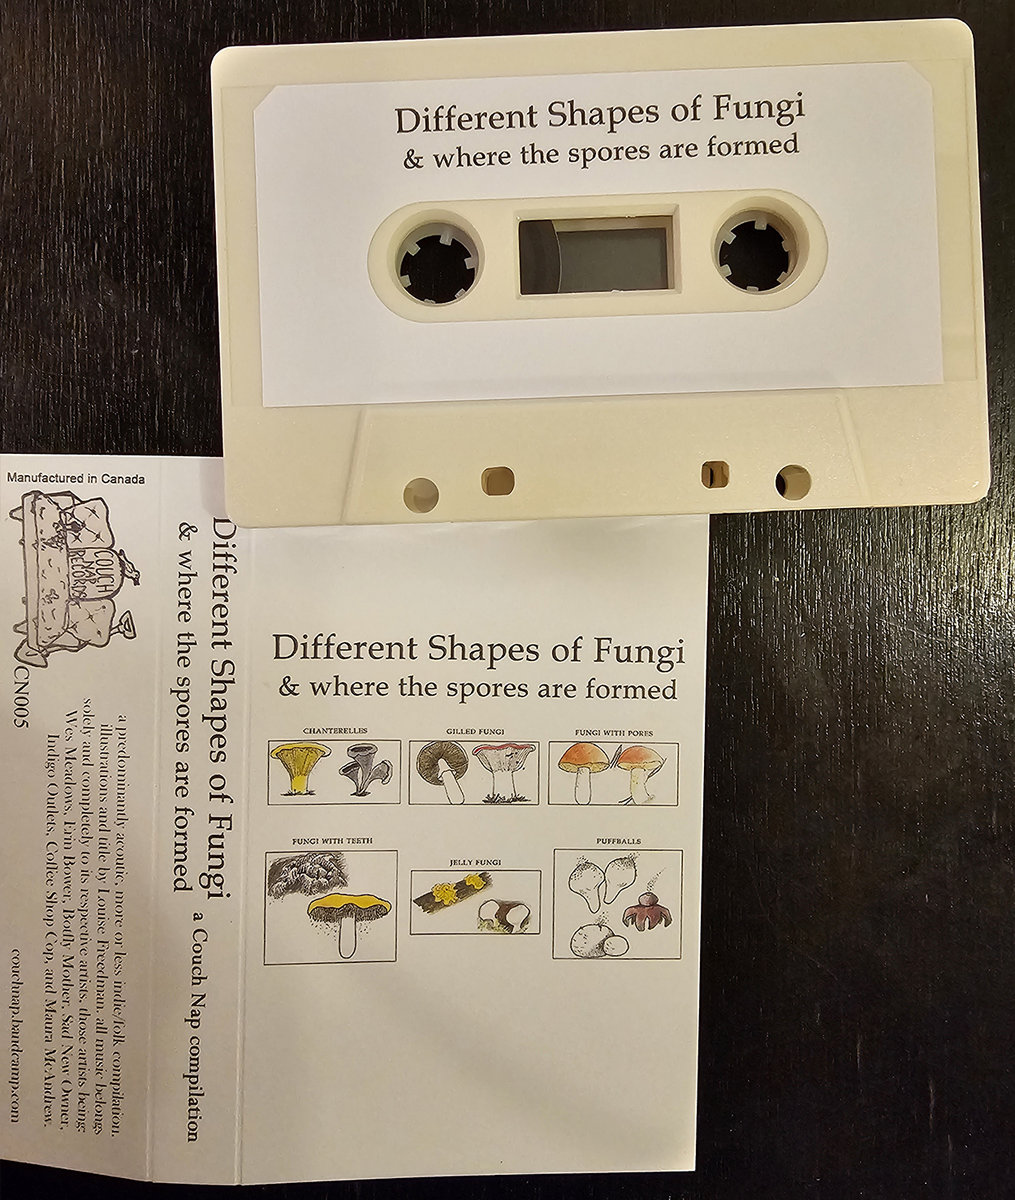 Different Shapes of Fungi
& where the spores are formed
Manufactured in Canada
COUCH
NAP
RECORDS
CN005
Different Shapes of Fungi
& where the spores are formed
a Couch Nap compilation
a predominantly acoutic, more or less indie/folk compilation.
illustrations and title by Louise Freedman. all music belongs
solely and completely to its respective artists. those artists being:
Wes Meadows, Erin Bower, Botfly Mother, Sad New Owner,
Indigo Outlets, Coffee Shop Cop, and Maura McAndrew.
couchnap.bandcamp.com
Different Shapes of Fungi
& where the spores are formed
CHANTERELLES
GILLED FUNGI
FUNGI WITH PORES
FUNGI WITH TEETH
JELLY FUNGI
PUFFBALLS